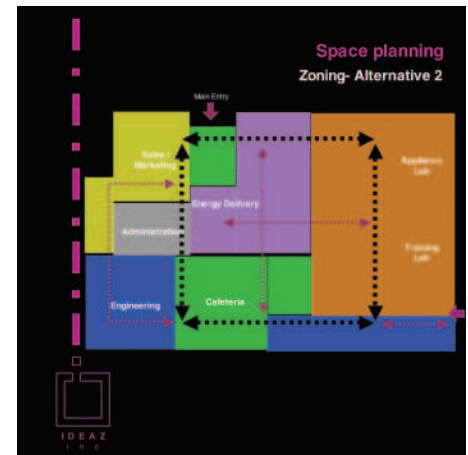 Space planning
Zoning- Alternative 2
Main Entry
Sales /
Marketing
Appliance
Lab
Energy Delivery
Administration
Training
Lab
Engineering
Cafeteria
IDEAZ
inc